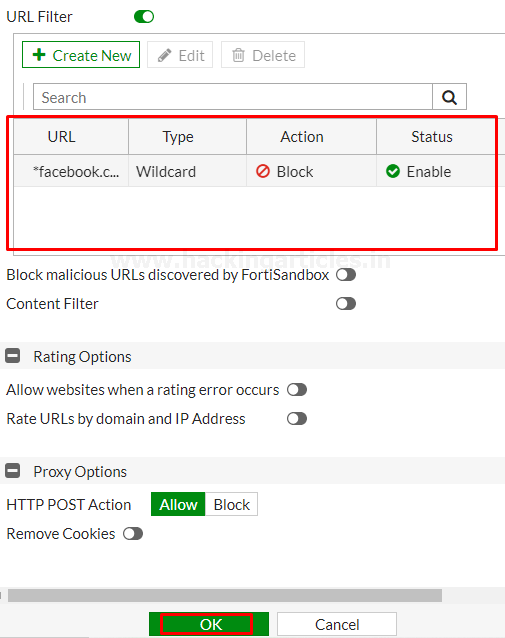 URL Filter
Create New Edit Delete
Search
URL Type Action Status
*facebook.c... Wildcard Block Enable
www.hackingarticles.in
Block malicious URLs discovered by FortiSandbox
Content Filter
Rating Options
Allow websites when a rating error occurs
Rate URLs by domain and IP Address
Proxy Options
HTTP POST Action Allow Block
Remove Cookies
OK Cancel